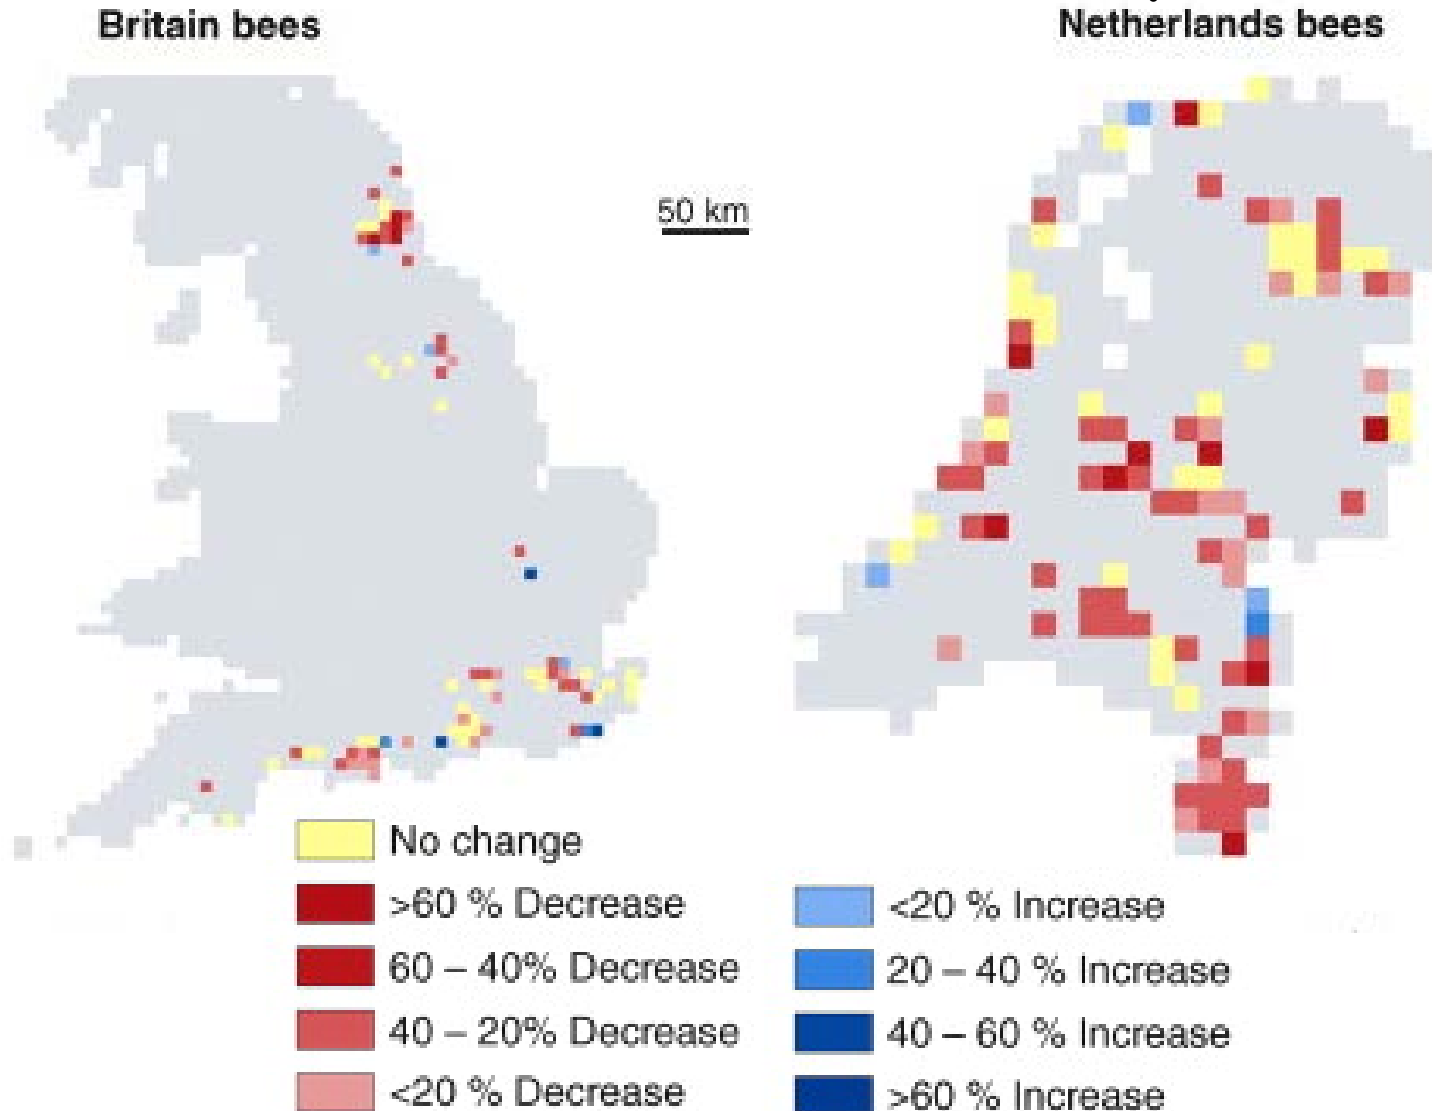 Britain bees
Netherlands bees
50 km
No change
>60 % Decrease
60 – 40% Decrease
40 – 20% Decrease
<20 % Decrease
<20 % Increase
20 – 40 % Increase
40 – 60 % Increase
>60 % Increase